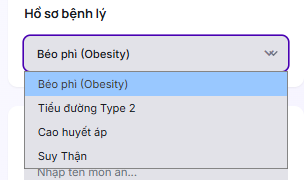 Hồ sơ bệnh lý
Béo phì (Obesity)
Béo phì (Obesity)
Tiểu đường Type 2
Cao huyết áp
Suy Thận
Nhập tên món ăn...